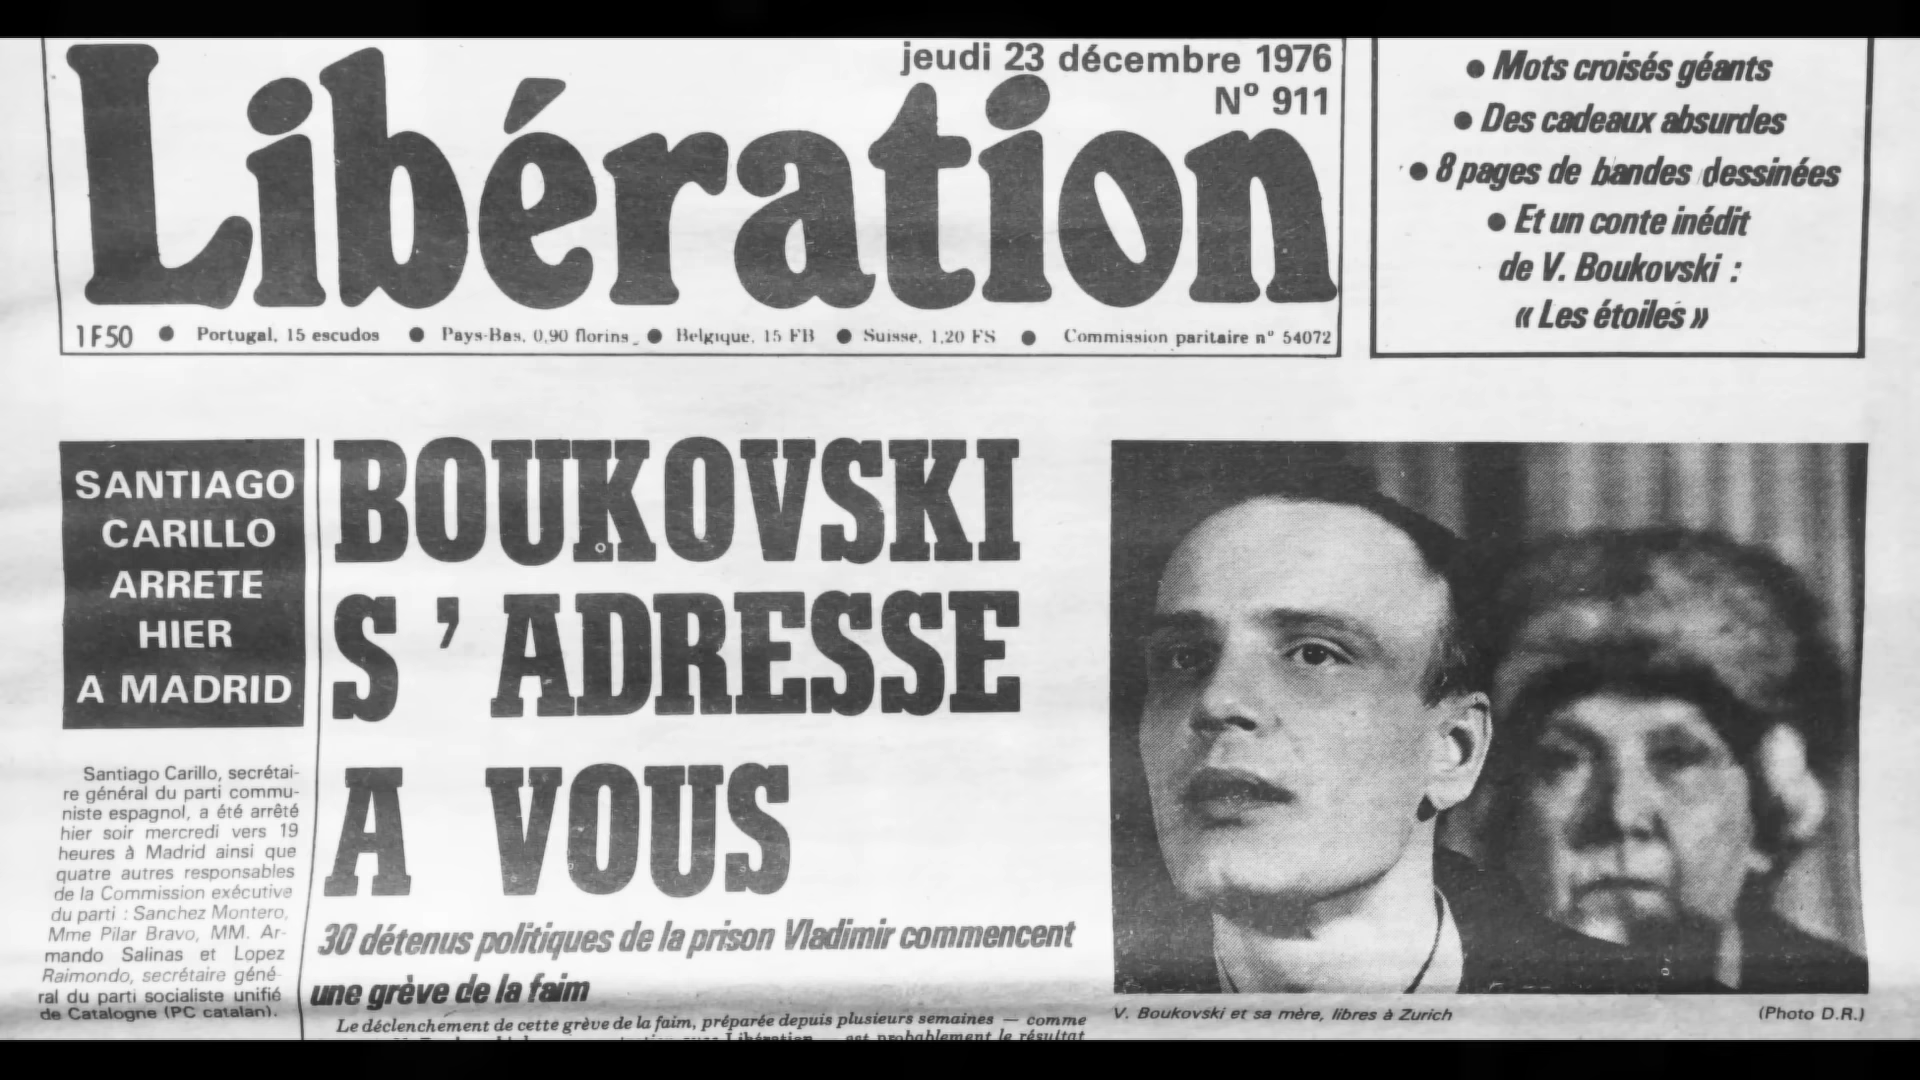 jeudi 23 décembre 1976
N° 911
Libération
1F50 ● Portugal, 15 escudos ● Pays-Bas, 0,90 florins ● Belgique, 15 FB ● Suisse, 1,20 FS ● Commission paritaire n° 54072
● Mots croisés géants
● Des cadeaux absurdes
● 8 pages de bandes dessinées
● Et un conte inédit
de V. Boukovski :
« Les étoiles »
SANTIAGO
CARILLO
ARRETE
HIER
A MADRID
Santiago Carillo, secrétai-
re général du parti commu-
niste espagnol, a été arrêté
hier soir mercredi vers 19
heures à Madrid ainsi que
quatre autres responsables
de la Commission exécutive
du parti : Sanchez Montero,
Mme Pilar Bravo, MM. Ar-
mando Salinas et Lopez
Raimondo, secrétaire géné-
ral du parti socialiste unifié
de Catalogne (PC catalan).
BOUKOVSKI
S'ADRESSE
A VOUS
30 détenus politiques de la prison Vladimir commencent
une grève de la faim
Le déclenchement de cette grève de la faim, préparée depuis plusieurs semaines — comme
Libération est probablement le résultat
V. Boukovski et sa mère, libres à Zurich
(Photo D.R.)